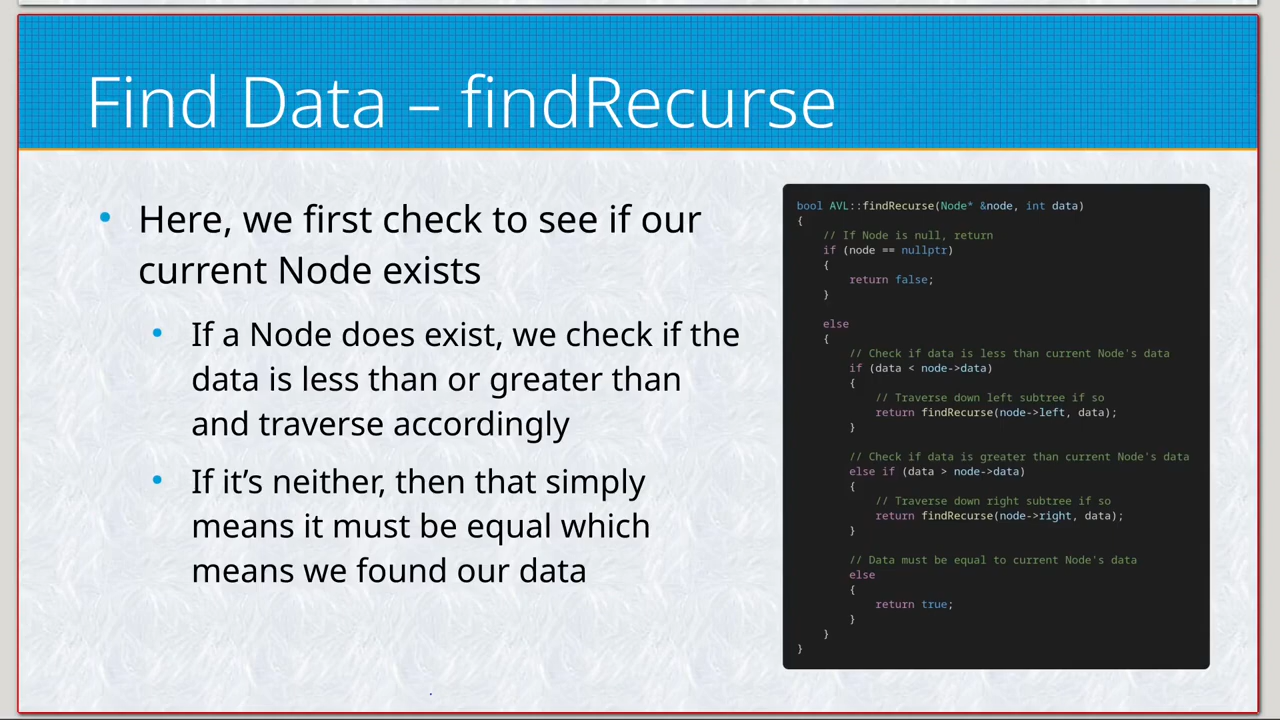 Find Data – findRecurse
• Here, we first check to see if our
current Node exists
• If a Node does exist, we check if the
data is less than or greater than
and traverse accordingly
• If it’s neither, then that simply
means it must be equal which
means we found our data
bool AVL::findRecurse(Node* &node, int data)
{
    // If Node is null, return
    if (node == nullptr)
    {
        return false;
    }

    else
    {
        // Check if data is less than current Node's data
        if (data < node->data)
        {
            // Traverse down left subtree if so
            return findRecurse(node->left, data);
        }

        // Check if data is greater than current Node's data
        else if (data > node->data)
        {
            // Traverse down right subtree if so
            return findRecurse(node->right, data);
        }

        // Data must be equal to current Node's data
        else
        {
            return true;
        }
    }
}
.